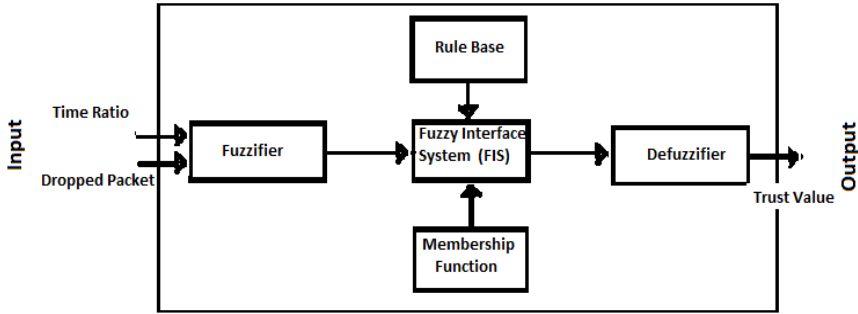 Rule Base
Time Ratio
Input
Fuzzifier
Fuzzy Interface
System (FIS)
Defuzzifier
Output
Dropped Packet
Trust Value
Membership
Function